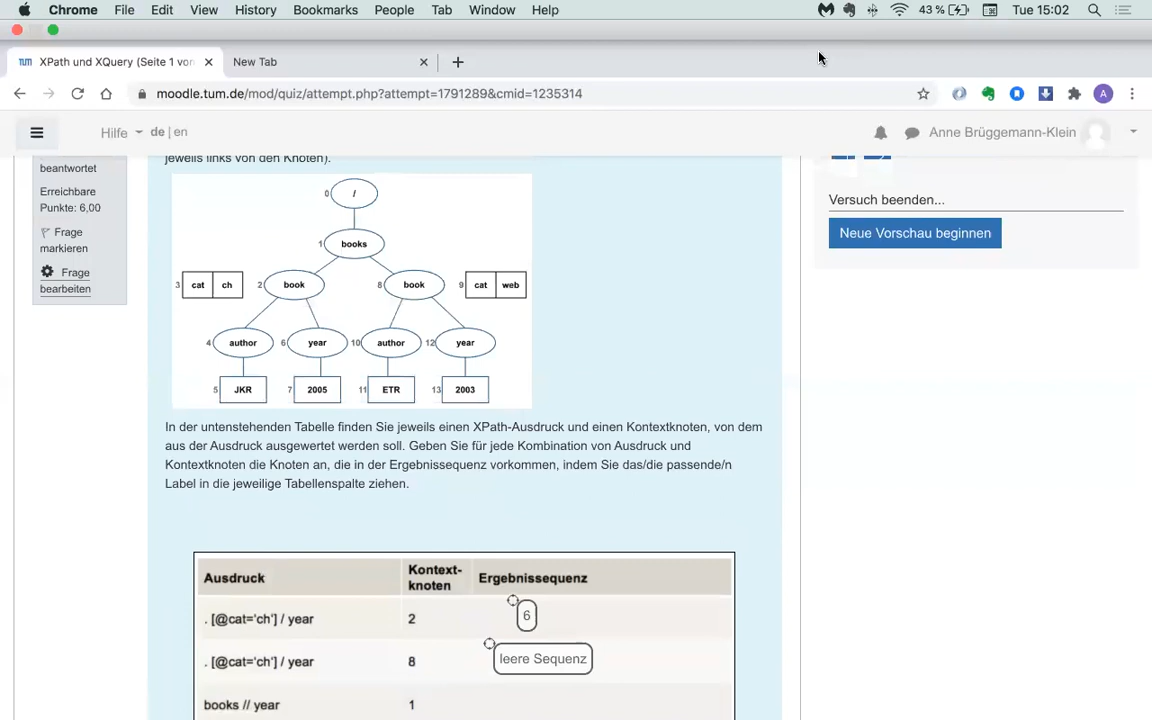 Chrome File Edit View History Bookmarks People Tab Window Help 43 % Tue 15:02
TUM XPath und XQuery (Seite 1 von New Tab
moodle.tum.de/mod/quiz/attempt.php?attempt=1791289&cmid=1235314 A
Hilfe de | en Anne Brüggemann-Klein
beantwortet
Erreichbare
Punkte: 6,00
Frage
markieren
Frage
bearbeiten
jeweils links von den Knoten).
0 /
1 books
3 cat ch 2 book 8 book 9 cat web
4 author 6 year 10 author 12 year
5 JKR 7 2005 11 ETR 13 2003
In der untenstehenden Tabelle finden Sie jeweils einen XPath-Ausdruck und einen Kontextknoten, von dem
aus der Ausdruck ausgewertet werden soll. Geben Sie für jede Kombination von Ausdruck und
Kontextknoten die Knoten an, die in der Ergebnissequenz vorkommen, indem Sie das/die passende/n
Label in die jeweilige Tabellenspalte ziehen.
Ausdruck Kontext-
knoten Ergebnissequenz
. [@cat='ch'] / year 2 6
. [@cat='ch'] / year 8 leere Sequenz
books // year 1
Versuch beenden...
Neue Vorschau beginnen